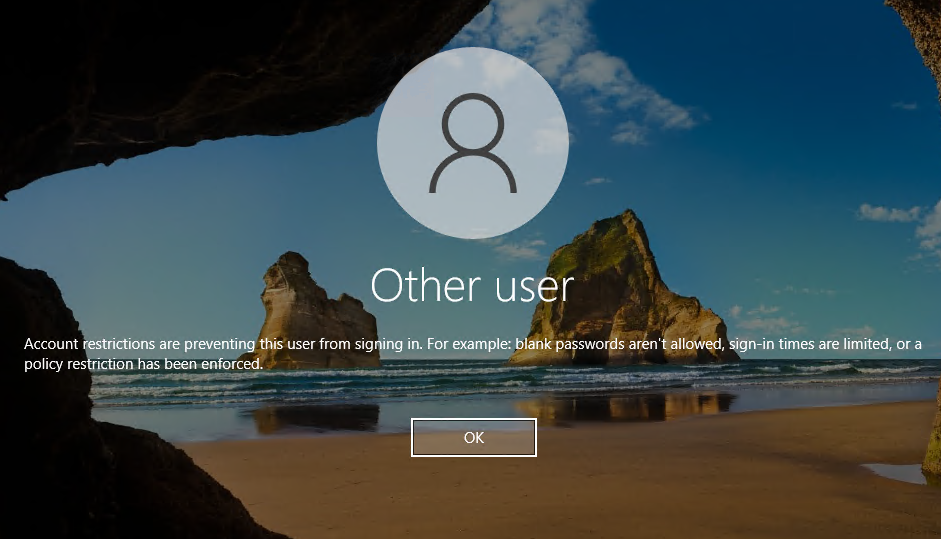 Other user
Account restrictions are preventing this user from signing in. For example: blank passwords aren't allowed, sign-in times are limited, or a
policy restriction has been enforced.
OK